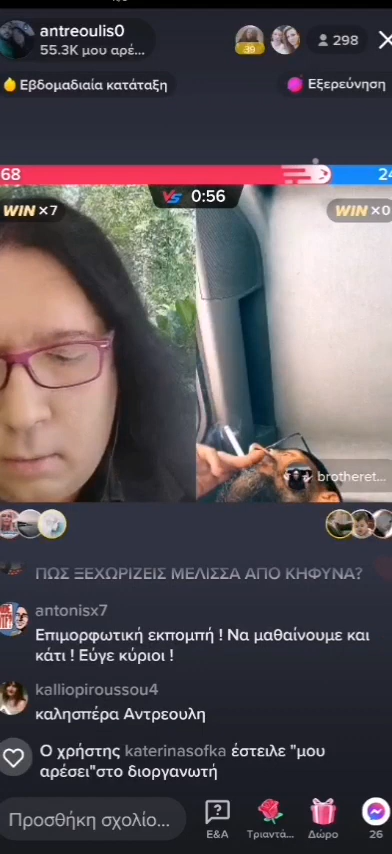 antreoulis0
55.3K μου αρέ...
39
298
Εβδομαδιαία κατάταξη
Εξερεύνηση
68
24
VS 0:56
WIN ×7
WIN ×0
brotheret...
ΠΩΣ ΞΕΧΩΡΙΖΕΙΣ ΜΕΛΙΣΣΑ ΑΠΟ ΚΗΦΥΝΑ?
antonisx7
Επιμορφωτική εκπομπή ! Να μαθαίνουμε και
κάτι ! Εύγε κύριοι !
kalliopiroussou4
καλησπέρα Αντρεουλη
Ο χρήστης katerinasofka έστειλε "μου
αρέσει"στο διοργανωτή
Προσθήκη σχολίο...
Ε&Α
Τριαντά...
Δώρο
26